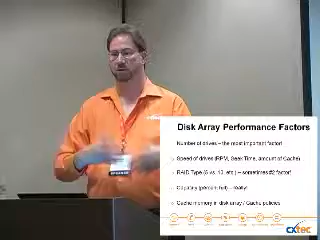 Disk Array Performance Factors
Number of drives – the most important factor!
Speed of drives (RPM, Seek Time, amount of Cache)
RAID Type (5 vs. 10, etc.) – sometimes #2 factor!
Capacity (percent full) – really!
Cache memory in disk array / Cache policies
cxtec